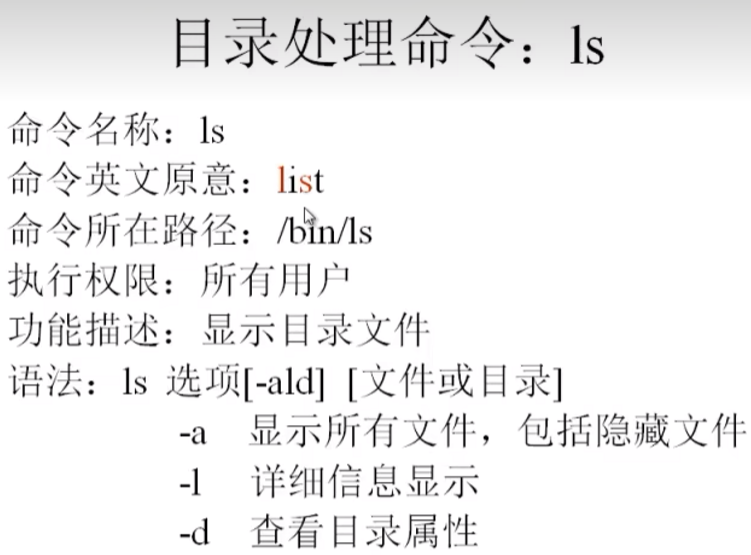 目录处理命令：ls
命令名称：ls
命令英文原意：list
命令所在路径：/bin/ls
执行权限：所有用户
功能描述：显示目录文件
语法：ls 选项[-ald] [文件或目录]
-a 显示所有文件，包括隐藏文件
-l 详细信息显示
-d 查看目录属性